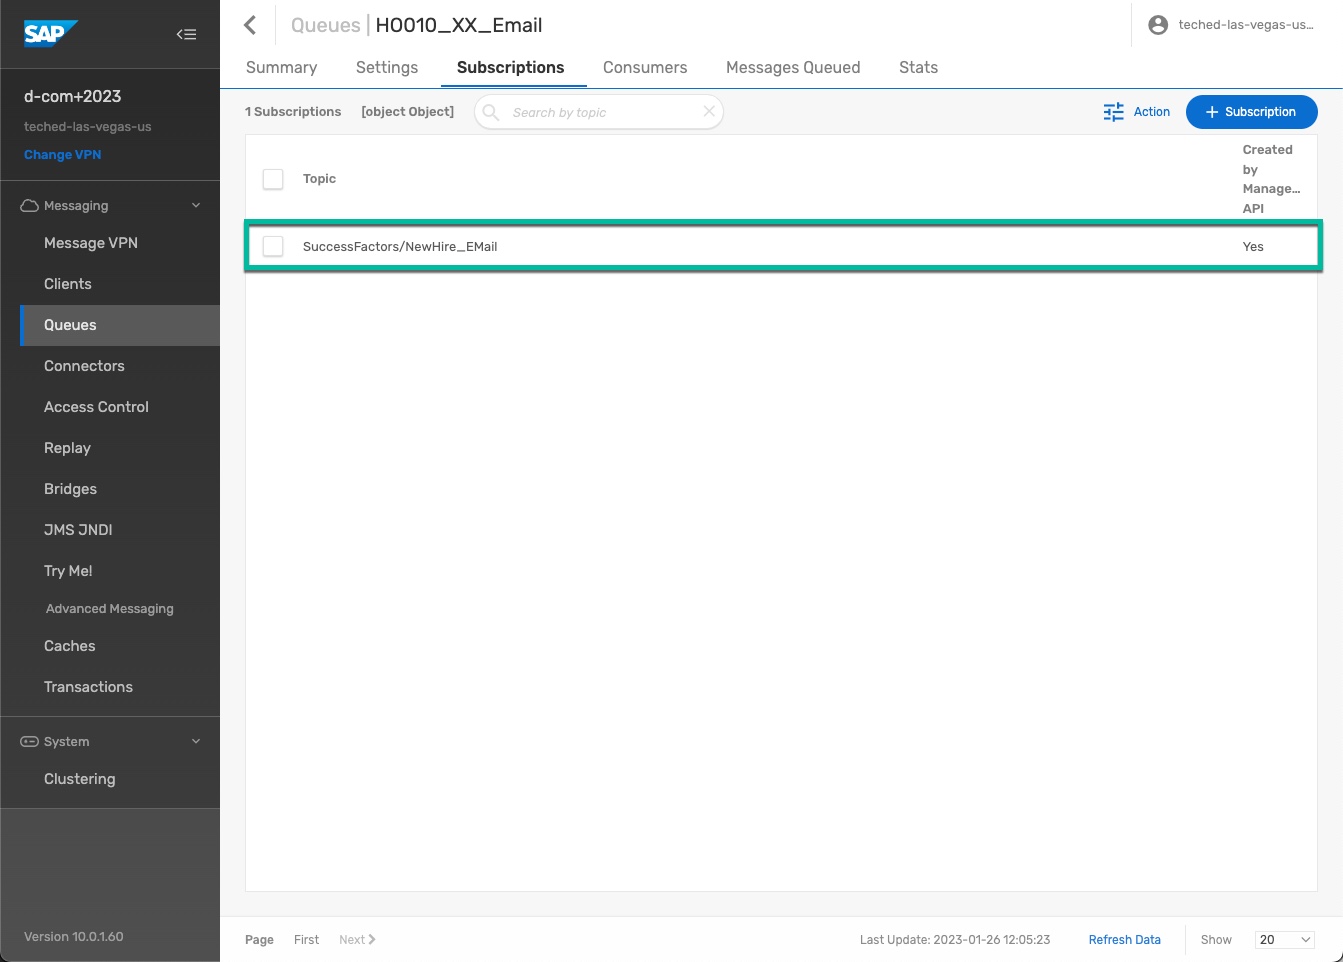 SAP
d-com+2023
teched-las-vegas-us
Change VPN
Messaging
Message VPN
Clients
Queues
Connectors
Access Control
Replay
Bridges
JMS JNDI
Try Me!
Advanced Messaging
Caches
Transactions
System
Clustering
Version 10.0.1.60
Queues | HO010_XX_Email
teched-las-vegas-us...
Summary Settings Subscriptions Consumers Messages Queued Stats
1 Subscriptions [object Object] Search by topic Action + Subscription
Topic
Created
by
Manage...
API
SuccessFactors/NewHire_EMail Yes
Page First Next Last Update: 2023-01-26 12:05:23 Refresh Data Show 20